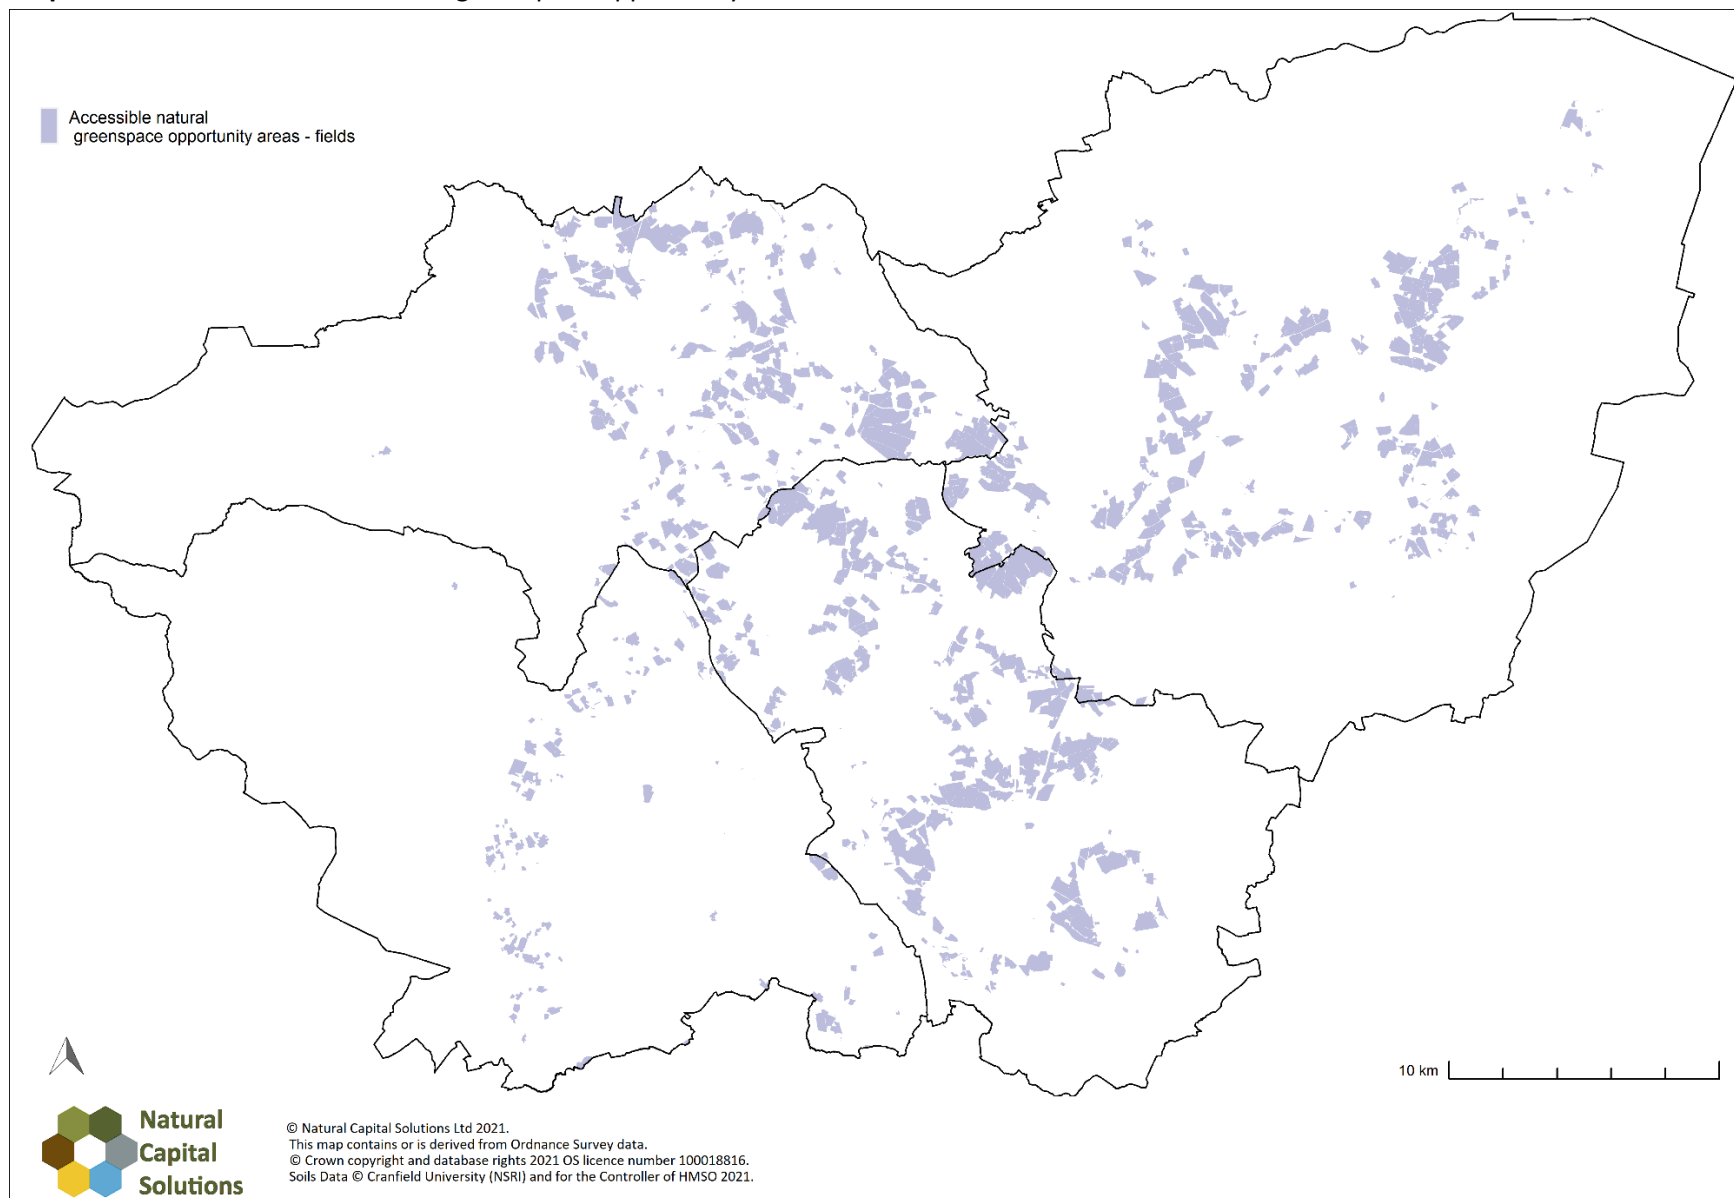 Accessible natural
greenspace opportunity areas - fields
10 km
Natural
Capital
Solutions
© Natural Capital Solutions Ltd 2021.
This map contains or is derived from Ordnance Survey data.
© Crown copyright and database rights 2021 OS licence number 100018816.
Soils Data © Cranfield University (NSRI) and for the Controller of HMSO 2021.